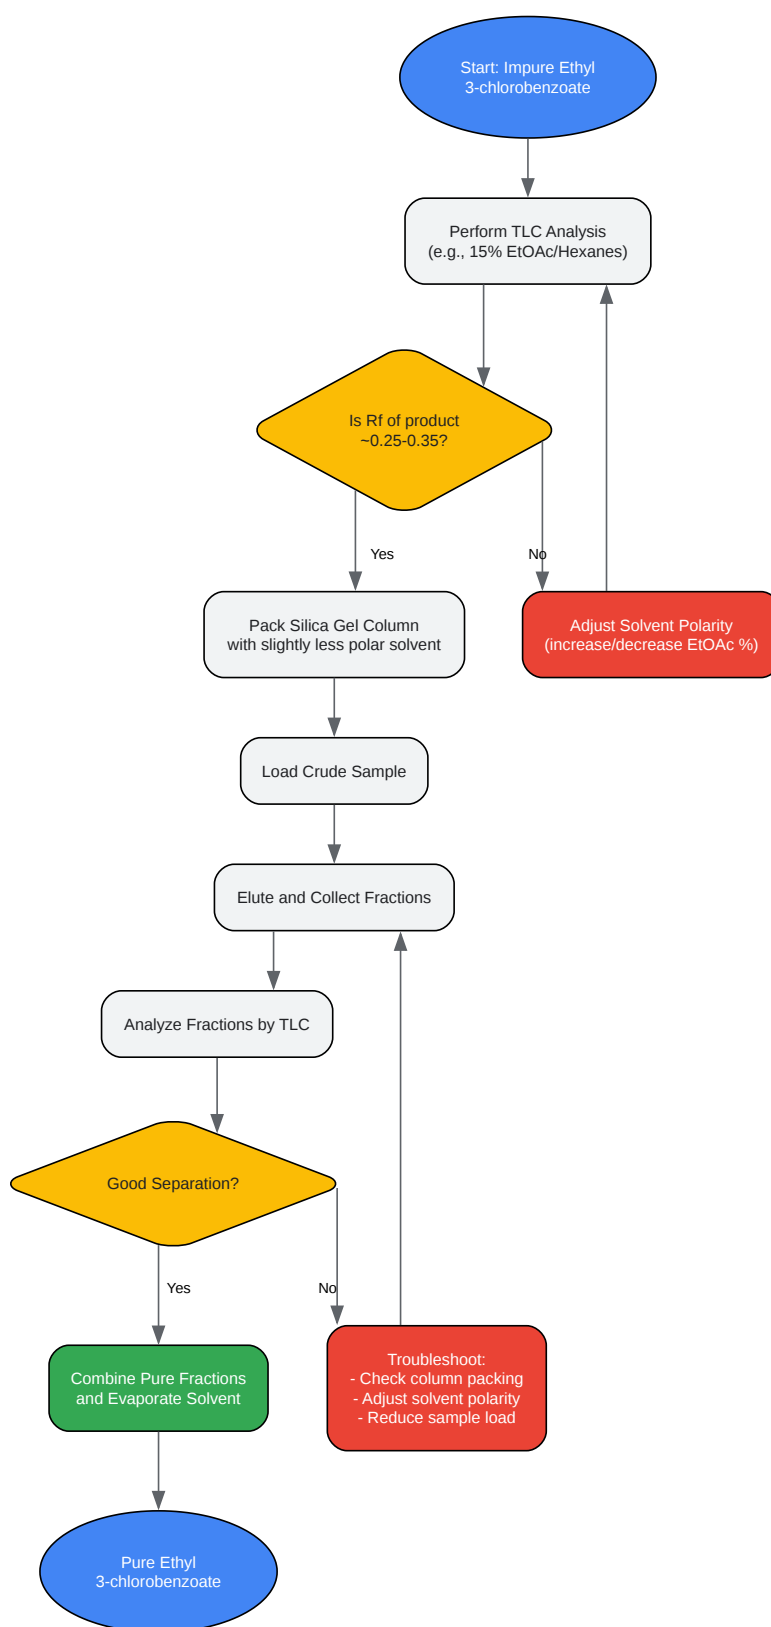 Start: Impure Ethyl
3-chlorobenzoate
Perform TLC Analysis
(e.g., 15% EtOAc/Hexanes)
Is Rf of product
~0.25-0.35?
Yes
No
Pack Silica Gel Column
with slightly less polar solvent
Adjust Solvent Polarity
(increase/decrease EtOAc %)
Load Crude Sample
Elute and Collect Fractions
Analyze Fractions by TLC
Good Separation?
Yes
No
Combine Pure Fractions
and Evaporate Solvent
Troubleshoot:
- Check column packing
- Adjust solvent polarity
- Reduce sample load
Pure Ethyl
3-chlorobenzoate